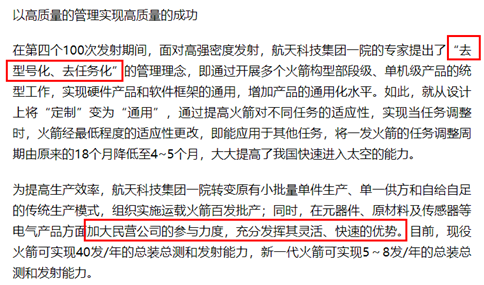 以高质量的管理实现高质量的成功
在第四个100次发射期间，面对高强密度发射，航天科技集团一院的专家提出了“去
型号化、去任务化”的管理理念，即通过开展多个火箭构型部段级、单机级产品的统
型工作，实现硬件产品和软件框架的通用，增加产品的通用化水平。如此，就从设计
上将“定制”变为“通用”，通过提高火箭对不同任务的适应性，实现当任务调整
时，火箭经最低程度的适应性更改，即能应用于其他任务，将一发火箭的任务调整周
期由原来的18个月降低至4~5个月，大大提高了我国快速进入太空的能力。
为提高生产效率，航天科技集团一院转变原有小批量单件生产、单一供方和自给自足
的传统生产模式，组织实施运载火箭百发批产；同时，在元器件、原材料及传感器等
电气产品方面加大民营公司的参与力度，充分发挥其灵活、快速的优势。目前，现役
火箭可实现40发/年的总装总测和发射能力，新一代火箭可实现5～8发/年的总装总
测和发射能力。